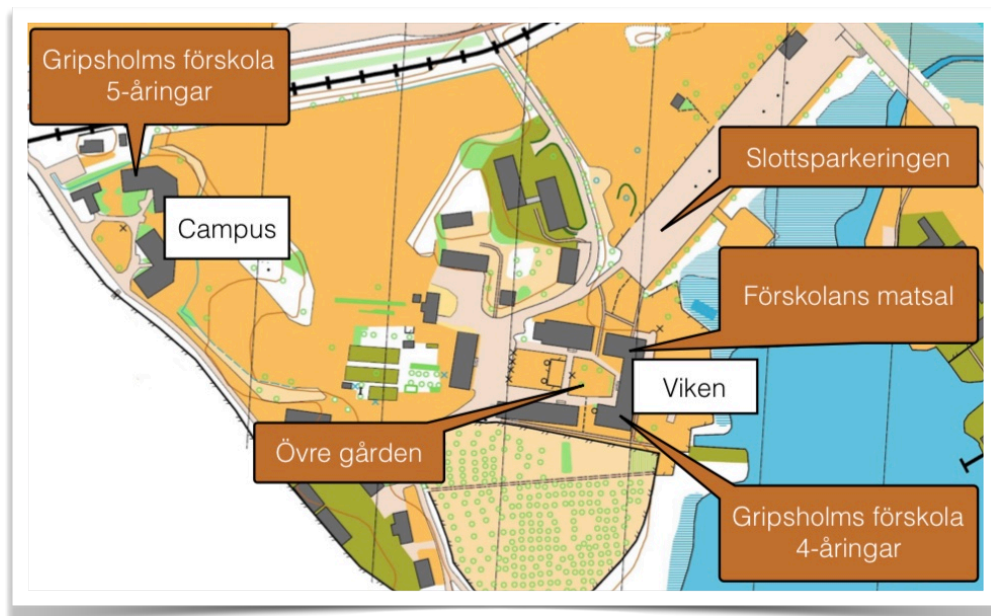 Gripsholms förskola
5-åringar
Campus
Slottsparkeringen
Förskolans matsal
Viken
Övre gården
Gripsholms förskola
4-åringar